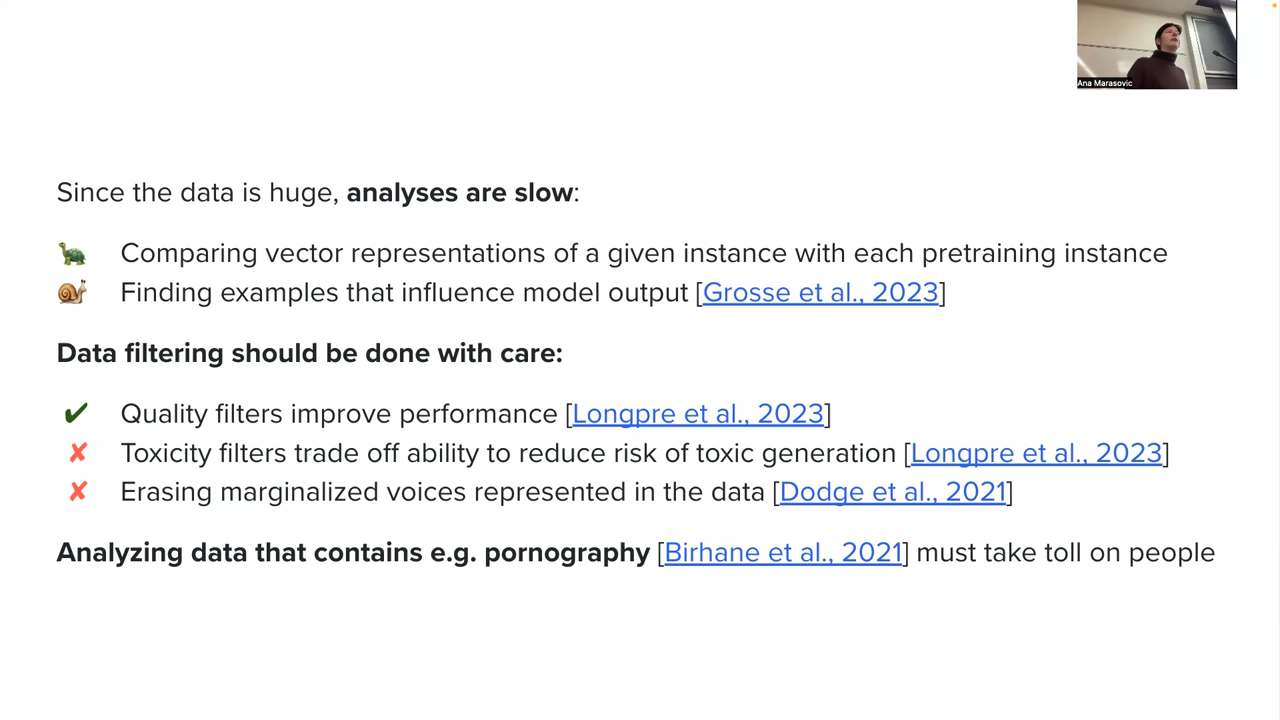 Ana Marasovic
Since the data is huge, analyses are slow:
Comparing vector representations of a given instance with each pretraining instance
Finding examples that influence model output [Grosse et al., 2023]
Data filtering should be done with care:
✔ Quality filters improve performance [Longpre et al., 2023]
✘ Toxicity filters trade off ability to reduce risk of toxic generation [Longpre et al., 2023]
✘ Erasing marginalized voices represented in the data [Dodge et al., 2021]
Analyzing data that contains e.g. pornography [Birhane et al., 2021] must take toll on people